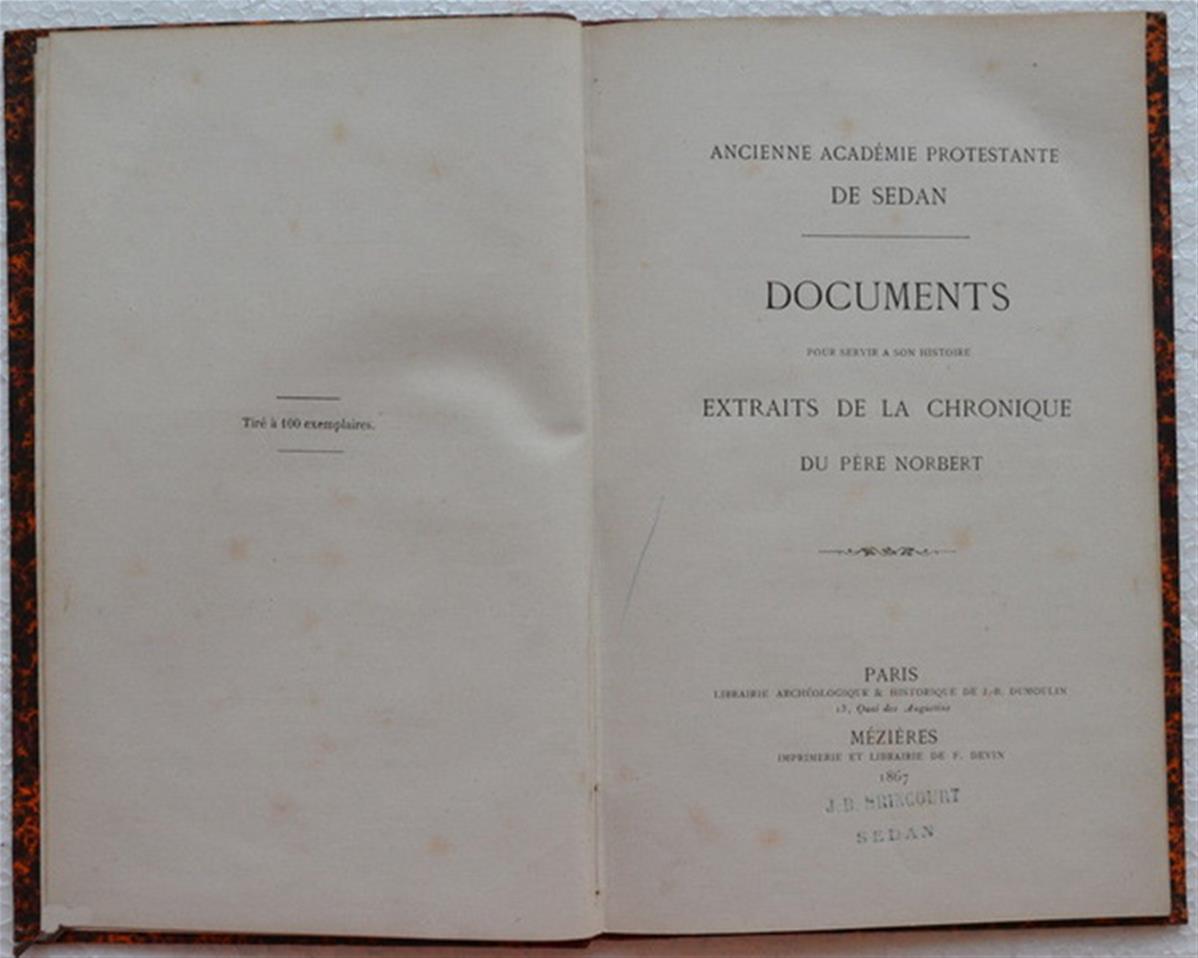 Tiré à 100 exemplaires.
ANCIENNE ACADÉMIE PROTESTANTE
DE SEDAN
DOCUMENTS
POUR SERVIR A SON HISTOIRE
EXTRAITS DE LA CHRONIQUE
DU PÈRE NORBERT
PARIS
LIBRAIRIE ARCHÉOLOGIQUE & HISTORIQUE DE J.-B. DUMOULIN
13, Quai des Augustins
MÉZIÈRES
IMPRIMERIE ET LIBRAIRIE DE F. DEVIN
1867
J. B. BRINCOURT
SEDAN